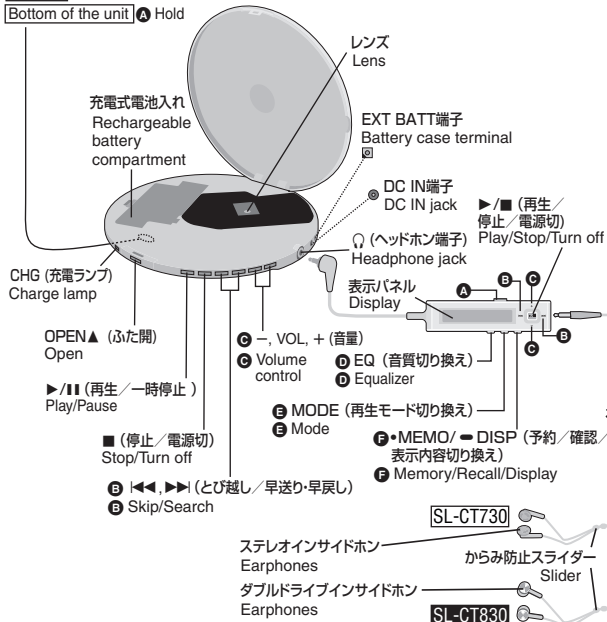 Bottom of the unit Ⓐ Hold
レンズ
Lens
充電式電池入れ
Rechargeable
battery
compartment
EXT BATT端子
Battery case terminal
DC IN端子
DC IN jack
▶/■ (再生／
停止／電源切)
Play/Stop/Turn off
🎧 (ヘッドホン端子)
Headphone jack
CHG (充電ランプ)
Charge lamp
表示パネル
Display
Ⓐ
Ⓑ
Ⓒ
Ⓑ
Ⓒ
OPEN▲ (ふた開)
Open
Ⓒ −, VOL, + (音量)
Ⓒ Volume
control
Ⓓ EQ (音質切り換え)
Ⓓ Equalizer
▶/❚❚ (再生／一時停止 )
Play/Pause
Ⓔ MODE (再生モード切り換え)
Ⓔ Mode
■ (停止／電源切)
Stop/Turn off
Ⓕ •MEMO/ ━ DISP (予約／確認／
表示内容切り換え)
Ⓕ Memory/Recall/Display
Ⓑ |◀◀ , ▶▶| (とび越し／早送り・早戻し)
Ⓑ Skip/Search
SL-CT730
ステレオインサイドホン
Earphones
からみ防止スライダー
Slider
ダブルドライブインサイドホン
Earphones
SL-CT830